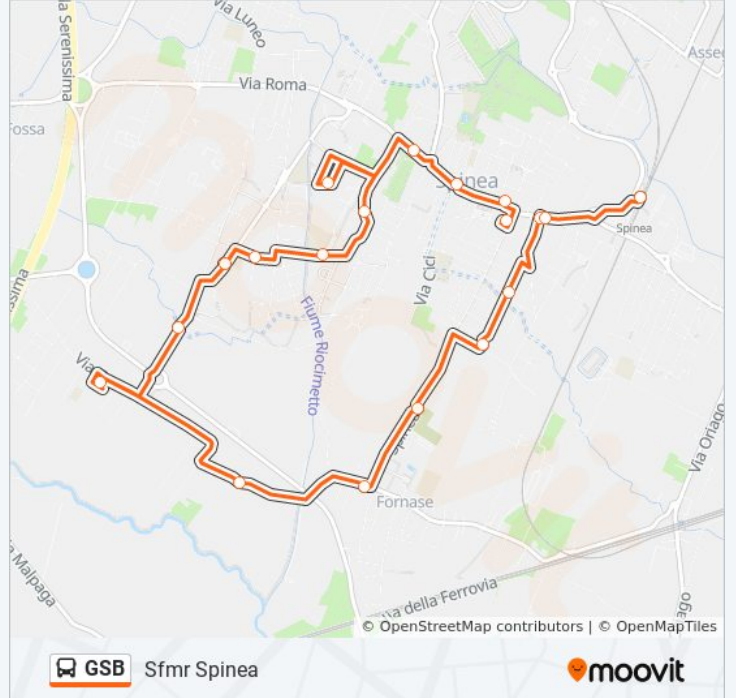 Via Luneo
Via Serenissima
Via Roma
Fossa
Spinea
Spinea
Via Cici
Fiume Riocimetto
Via
Spinea
Via Oriago
Fornase
Via Malpaga
della Ferrovia
© OpenStreetMap contributors | © OpenMapTiles
GSB Sfmr Spinea
moovit